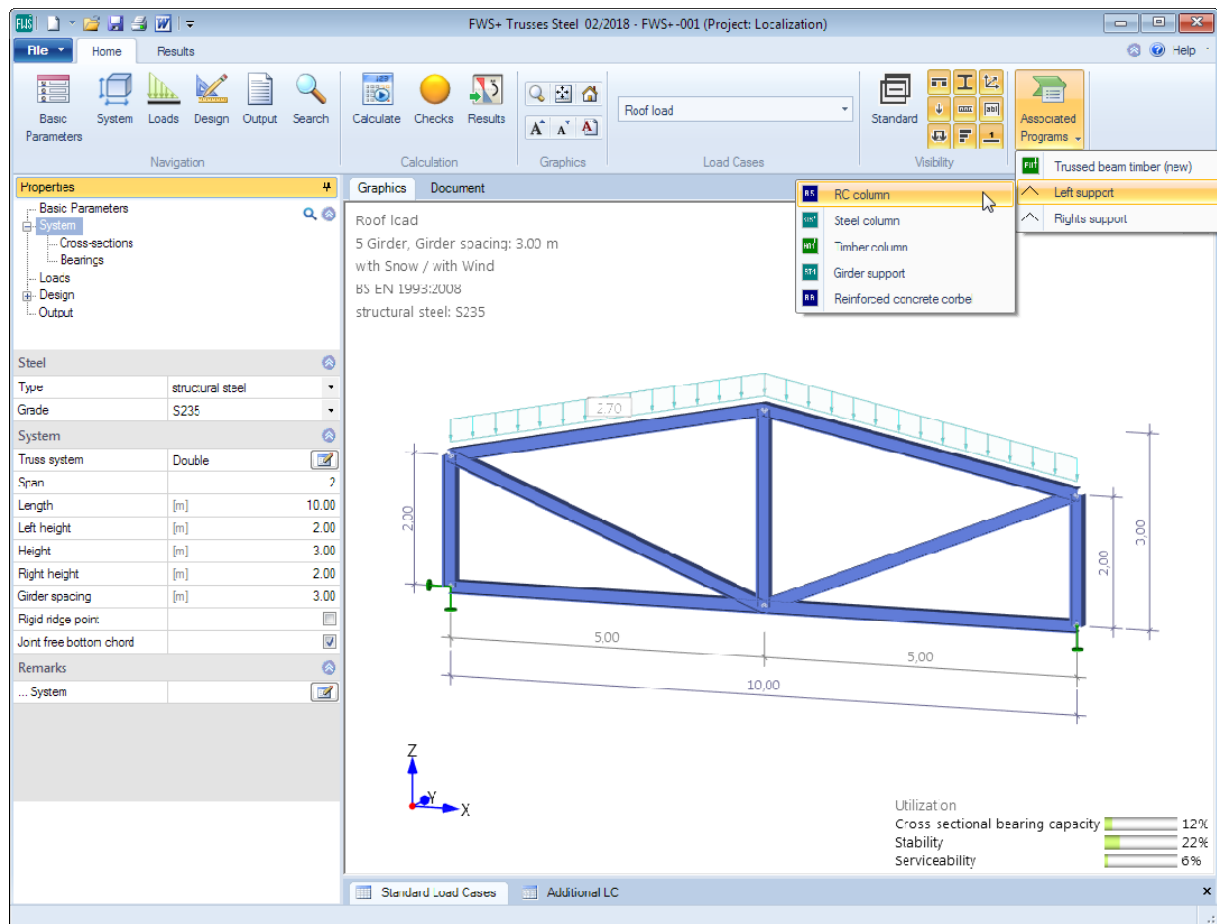 FWS FWS+ Trusses Steel 02/2018 - FWS+-001 (Project: Localization)
File Home Results Help
Basic Parameters
System
Loads
Design
Output
Search
Navigation
Calculate
Checks
Results
Calculation
Graphics
Roof load
Load Cases
Standard
Visibility
Associated Programs
Trussed beam timber (new)
Left support
Rights support
RC column
Steel column
Timber column
Girder support
Reinforced concrete corbel
Properties
Basic Parameters
System
Cross-sections
Bearings
Loads
Design
Output
Steel
Type structural steel
Grade S235
System
Truss system Double
Span 2
Length [m] 10.00
Left height [m] 2.00
Height [m] 3.00
Right height [m] 2.00
Girder spacing [m] 3.00
Rigid ridge point
Joint free botton chord
Remarks
... System
Graphics Document
Roof load
5 Girder, Girder spacing: 3.00 m
with Snow / with Wind
BS EN 1993:2008
structural steel: S235
2.70
2,00
3,00
2,00
5,00
5,00
10,00
Z
Y
X
Utilization
Cross sectional bearing capacity 12%
Stability 22%
Serviceability 6%
Standard Load Cases Additional LC